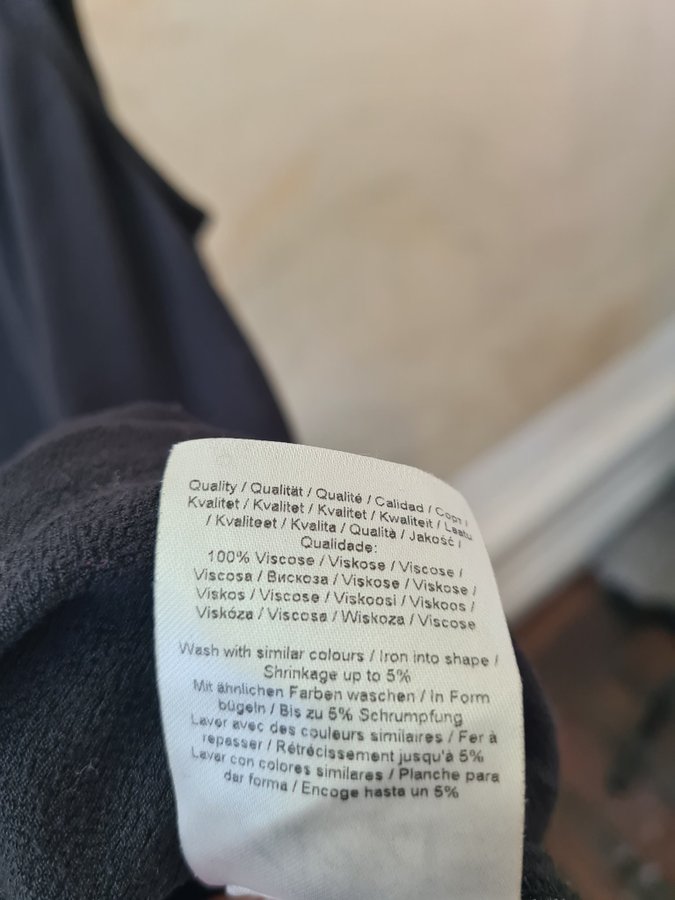 Quality / Qualität / Qualité / Calidad / Сорт /
Kvalitet / Kvalitet / Kvalitet / Kwaliteit / Laatu
/ Kvaliteet / Kvalita / Qualità / Jakość /
Qualidade:
100% Viscose / Viskose / Viscose /
Viscosa / Вискоза / Viskose / Viskose /
Viskos / Viscose / Viskoosi / Viskoos /
Viskóza / Viscosa / Wiskoza / Viscose
Wash with similar colours / Iron into shape /
Shrinkage up to 5%
Mit ähnlichen Farben waschen / In Form
bügeln / Bis zu 5% Schrumpfung
Laver avec des couleurs similaires / Fer à
repasser / Rétrécissement jusqu'à 5%
Lavar con colores similares / Planche para
dar forma / Encoge hasta un 5%